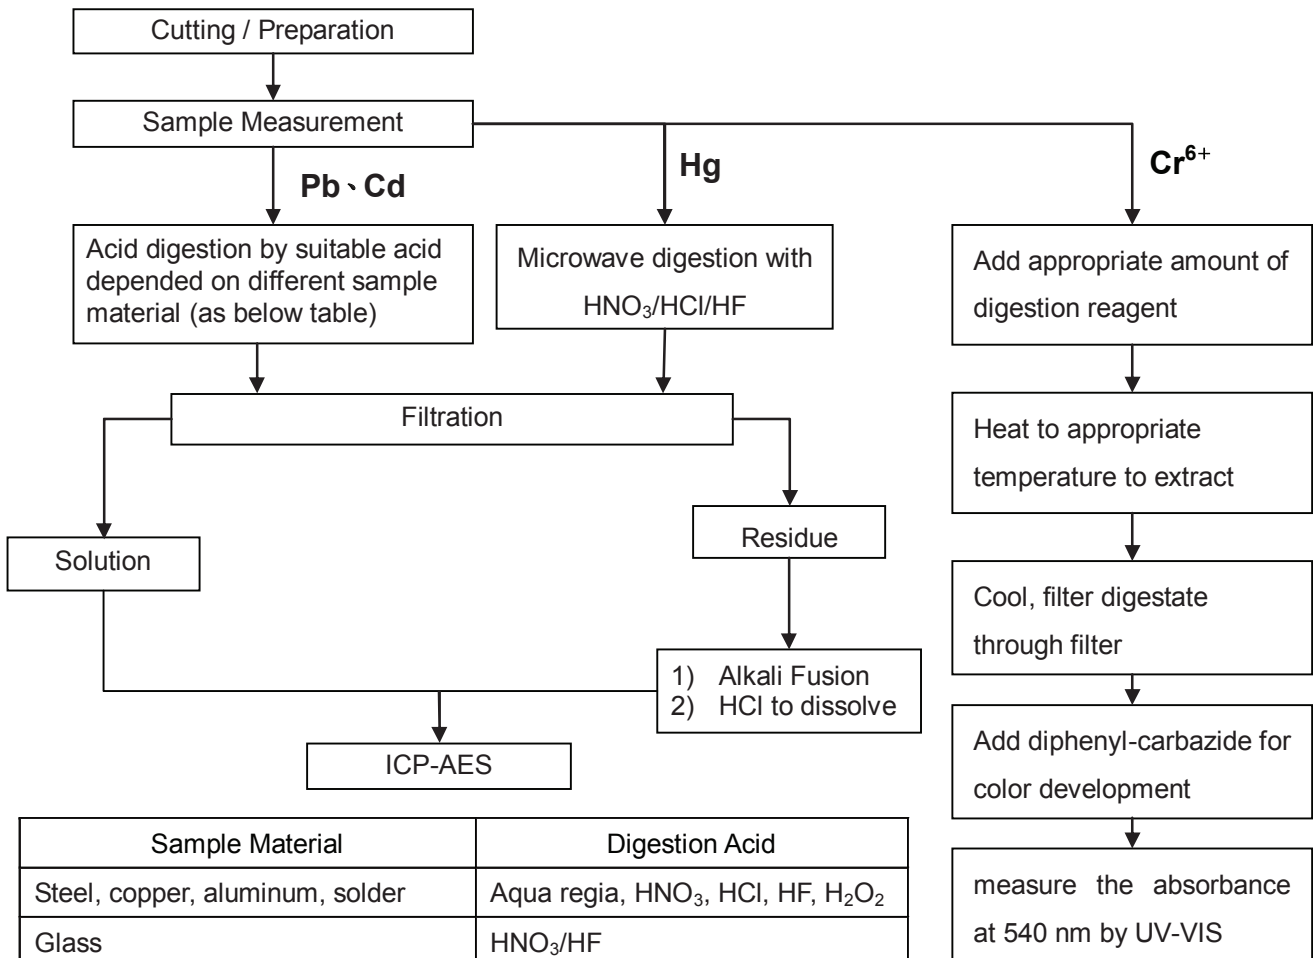 Cutting / Preparation
Sample Measurement
Pb、Cd
Hg
Cr⁶⁺
Acid digestion by suitable acid
depended on different sample
material (as below table)
Microwave digestion with
HNO₃/HCl/HF
Add appropriate amount of
digestion reagent
Filtration
Heat to appropriate
temperature to extract
Solution
Residue
Cool, filter digestate
through filter
1) Alkali Fusion
2) HCl to dissolve
ICP-AES
Add diphenyl-carbazide for
color development
measure the absorbance
at 540 nm by UV-VIS
Sample Material Digestion Acid
Steel, copper, aluminum, solder Aqua regia, HNO₃, HCl, HF, H₂O₂
Glass HNO₃/HF